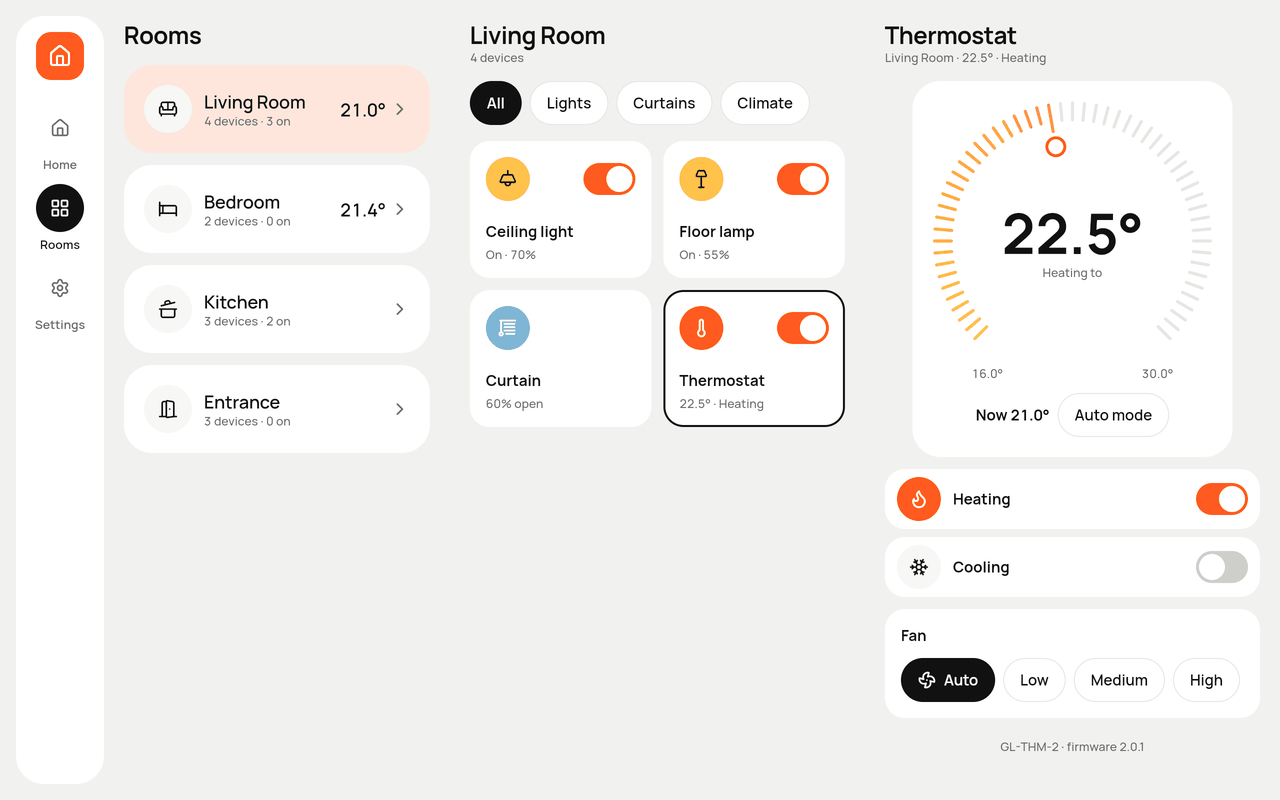 Home
Rooms
Settings
Rooms
Living Room
4 devices · 3 on
21.0°
Bedroom
2 devices · 0 on
21.4°
Kitchen
3 devices · 2 on
Entrance
3 devices · 0 on
Living Room
4 devices
All
Lights
Curtains
Climate
Ceiling light
On · 70%
Floor lamp
On · 55%
Curtain
60% open
Thermostat
22.5° · Heating
Thermostat
Living Room · 22.5° · Heating
22.5°
Heating to
16.0°
30.0°
Now 21.0°
Auto mode
Heating
Cooling
Fan
Auto
Low
Medium
High
GL-THM-2 · firmware 2.0.1